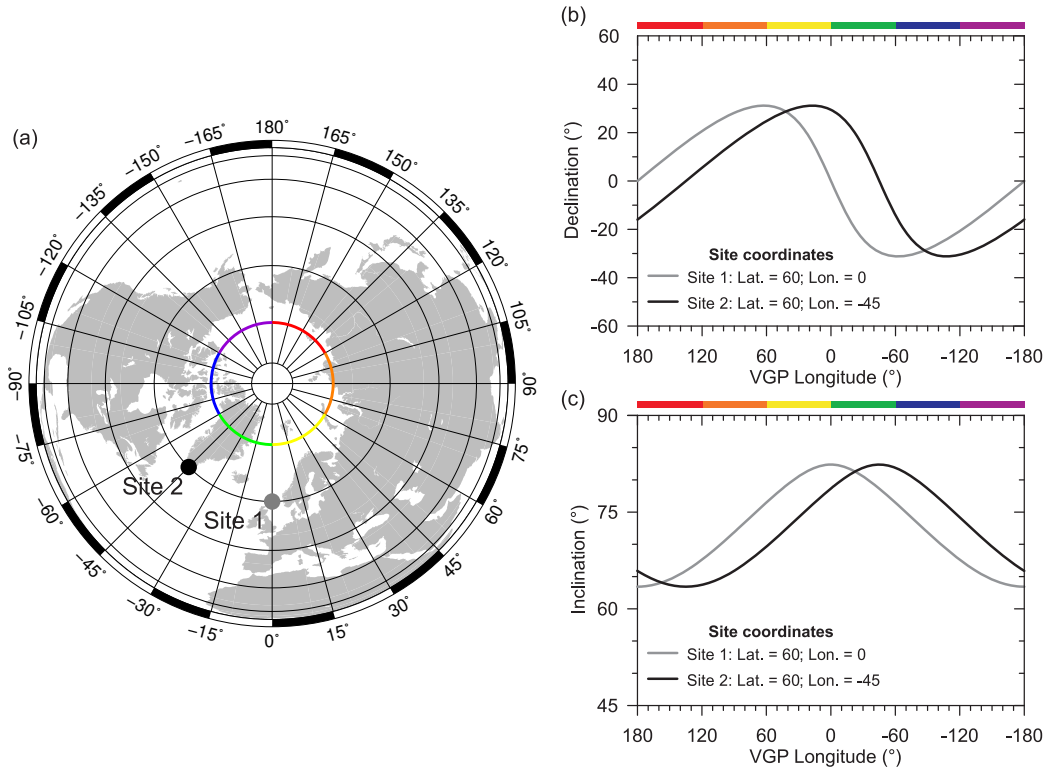 (a)
180˚
165˚
150˚
135˚
120˚
105˚
90˚
75˚
60˚
45˚
30˚
15˚
0˚
−15˚
−30˚
−45˚
−60˚
−75˚
−90˚
−105˚
−120˚
−135˚
−150˚
−165˚
Site 2
Site 1
(b)
60
40
20
0
-20
-40
-60
Declination (°)
Site coordinates
Site 1: Lat. = 60; Lon. = 0
Site 2: Lat. = 60; Lon. = -45
180 120 60 0 -60 -120 -180
VGP Longitude (°)
(c)
90
75
60
45
Inclination (°)
Site coordinates
Site 1: Lat. = 60; Lon. = 0
Site 2: Lat. = 60; Lon. = -45
180 120 60 0 -60 -120 -180
VGP Longitude (°)